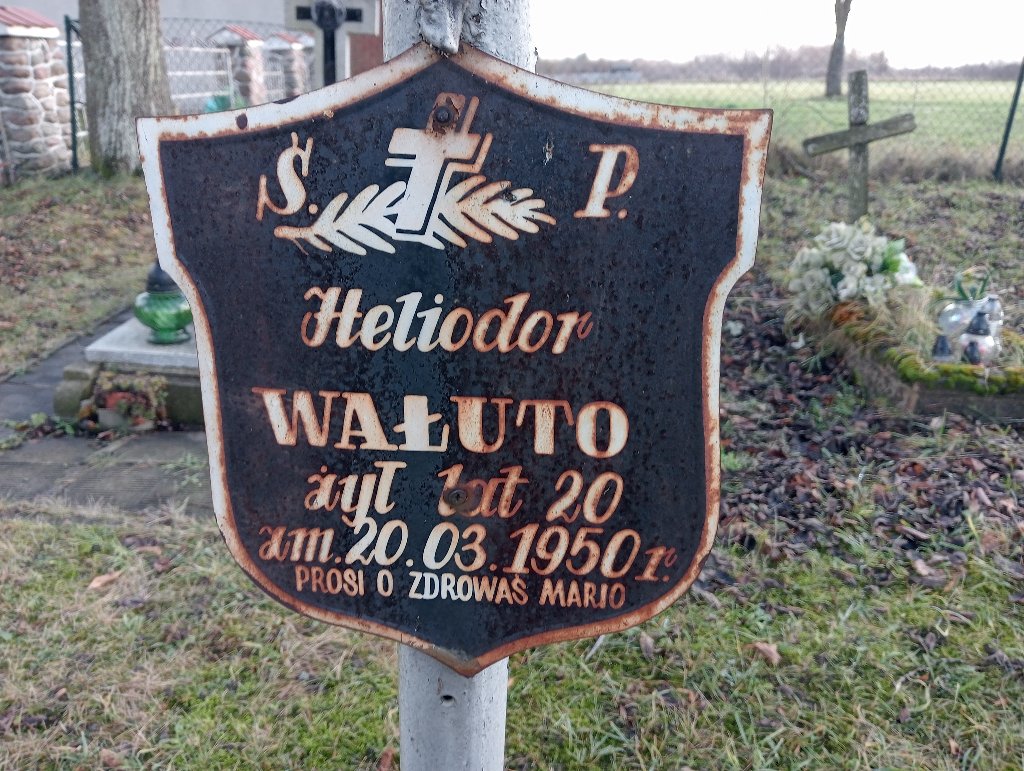 Ś. P.
Heliodor
WAŁUTO
żył lat 20
zm. 20.03.1950 r.
PROSI O ZDROWAŚ MARIO